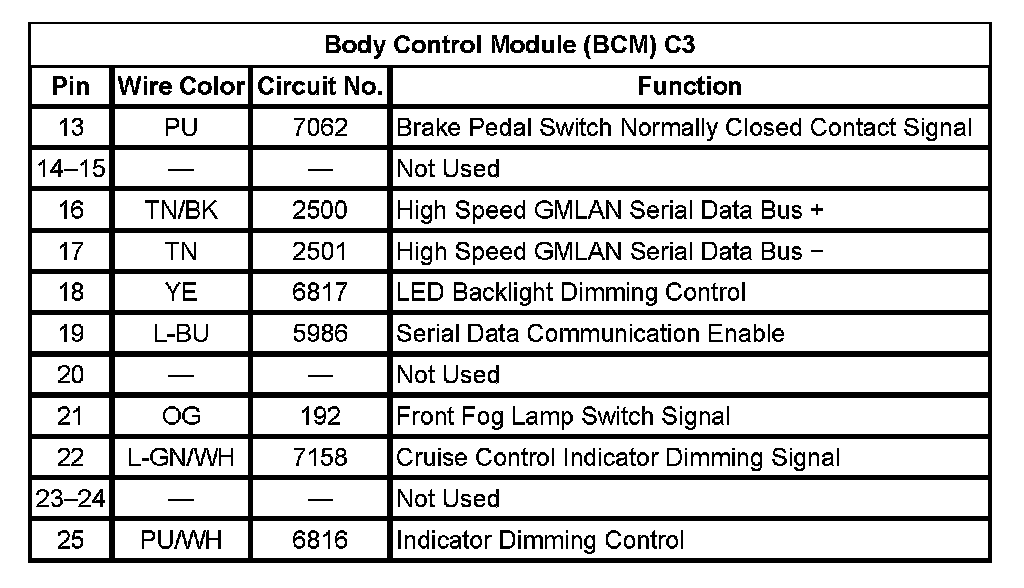 Body Control Module (BCM) C3
Pin Wire Color Circuit No. Function
13 PU 7062 Brake Pedal Switch Normally Closed Contact Signal
14–15 — — Not Used
16 TN/BK 2500 High Speed GMLAN Serial Data Bus +
17 TN 2501 High Speed GMLAN Serial Data Bus −
18 YE 6817 LED Backlight Dimming Control
19 L-BU 5986 Serial Data Communication Enable
20 — — Not Used
21 OG 192 Front Fog Lamp Switch Signal
22 L-GN/WH 7158 Cruise Control Indicator Dimming Signal
23–24 — — Not Used
25 PU/WH 6816 Indicator Dimming Control